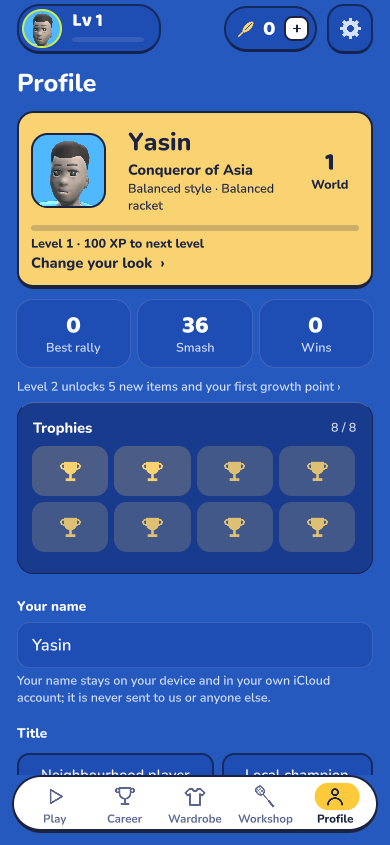 Lv 1
0
+
Profile
Yasin
Conqueror of Asia
Balanced style · Balanced
racket
1
World
Level 1 · 100 XP to next level
Change your look ›
0
Best rally
36
Smash
0
Wins
Level 2 unlocks 5 new items and your first growth point ›
Trophies
8 / 8
Your name
Yasin
Your name stays on your device and in your own iCloud
account; it is never sent to us or anyone else.
Title
Neighbourhood player
Local champion
Play
Career
Wardrobe
Workshop
Profile